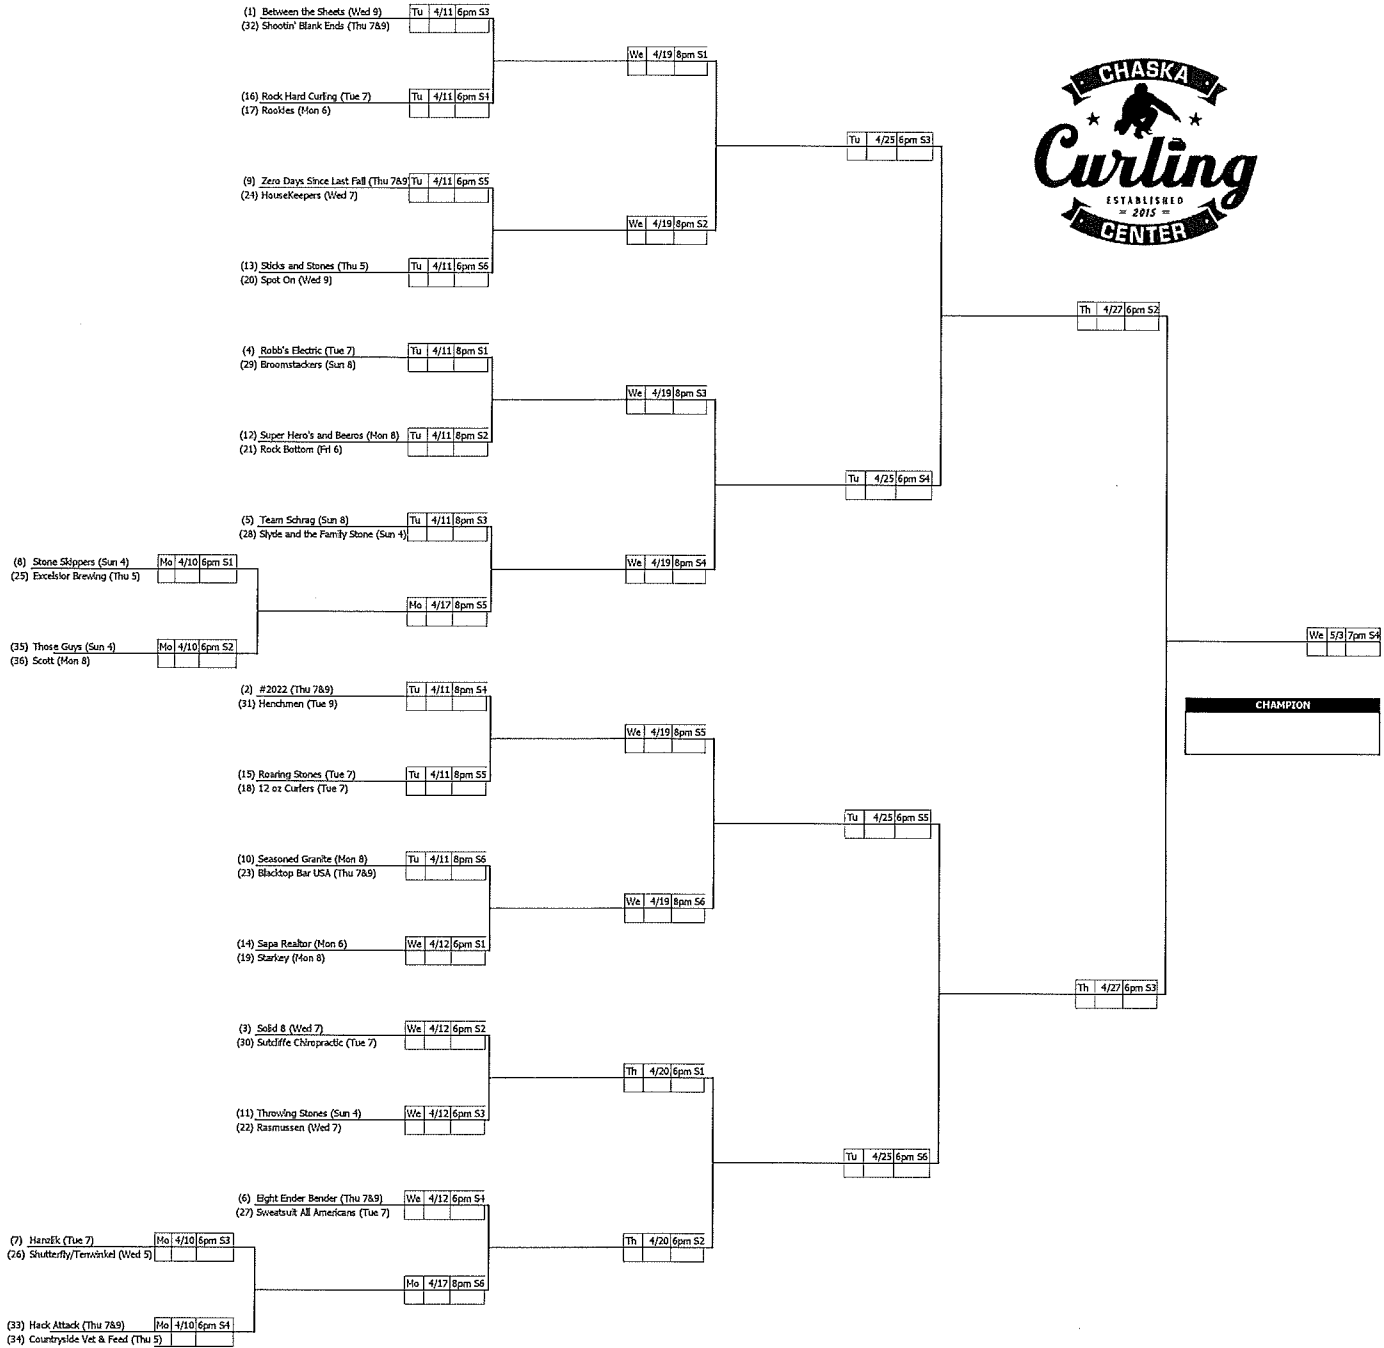 (1) Between the Sheets (Wed 9) Tu 4/11 6pm S3
(32) Shootin' Blank Ends (Thu 7&9)
We 4/19 8pm S1
CHASKA
(16) Rock Hard Curling (Tue 7) Tu 4/11 6pm S4
(17) Rookies (Mon 6)
Tu 4/25 6pm S3
Curling
(9) Zero Days Since Last Fall (Thu 7&9) Tu 4/11 6pm S5
(24) HouseKeepers (Wed 7)
ESTABLISHED
= 2015 =
We 4/19 8pm S2
CENTER
(13) Sticks and Stones (Thu 5) Tu 4/11 6pm S6
(20) Spot On (Wed 9)
Th 4/27 6pm S2
(4) Robb's Electric (Tue 7) Tu 4/11 8pm S1
(29) Broomstackers (Sun 8)
We 4/19 8pm S3
(12) Super Hero's and Beeros (Mon 8) Tu 4/11 8pm S2
(21) Rock Bottom (Fri 6)
Tu 4/25 6pm S4
(5) Team Schrag (Sun 8) Tu 4/11 8pm S3
(28) Slyde and the Family Stone (Sun 4)
(8) Stone Skippers (Sun 4) Mo 4/10 6pm S1
We 4/19 8pm S4
(25) Excelsior Brewing (Thu 5)
Mo 4/17 8pm S5
We 5/3 7pm S4
(35) Those Guys (Sun 4) Mo 4/10 6pm S2
(36) Scott (Mon 8)
(2) #2022 (Thu 7&9) Tu 4/11 8pm S4
(31) Henchmen (Tue 9)
CHAMPION
We 4/19 8pm S5
(15) Roaring Stones (Tue 7) Tu 4/11 8pm S5
(18) 12 oz Curlers (Tue 7)
Tu 4/25 6pm S5
(10) Seasoned Granite (Mon 8) Tu 4/11 8pm S6
(23) Blacktop Bar USA (Thu 7&9)
We 4/19 8pm S6
(14) Sapa Realtor (Mon 6) We 4/12 6pm S1
(19) Starkey (Mon 8)
Th 4/27 6pm S3
(3) Solid 8 (Wed 7) We 4/12 6pm S2
(30) Sutcliffe Chiropractic (Tue 7)
Th 4/20 6pm S1
(11) Throwing Stones (Sun 4) We 4/12 6pm S3
(22) Rasmussen (Wed 7)
Tu 4/25 6pm S6
(6) Eight Ender Bender (Thu 7&9) We 4/12 6pm S4
(27) Sweatsuit All Americans (Tue 7)
(7) Hanzlik (Tue 7) Mo 4/10 6pm S3
Th 4/20 6pm S2
(26) Shutterfly/Terwinkel (Wed 5)
Mo 4/17 8pm S6
(33) Hack Attack (Thu 7&9) Mo 4/10 6pm S4
(34) Countryside Vet & Feed (Thu 5)